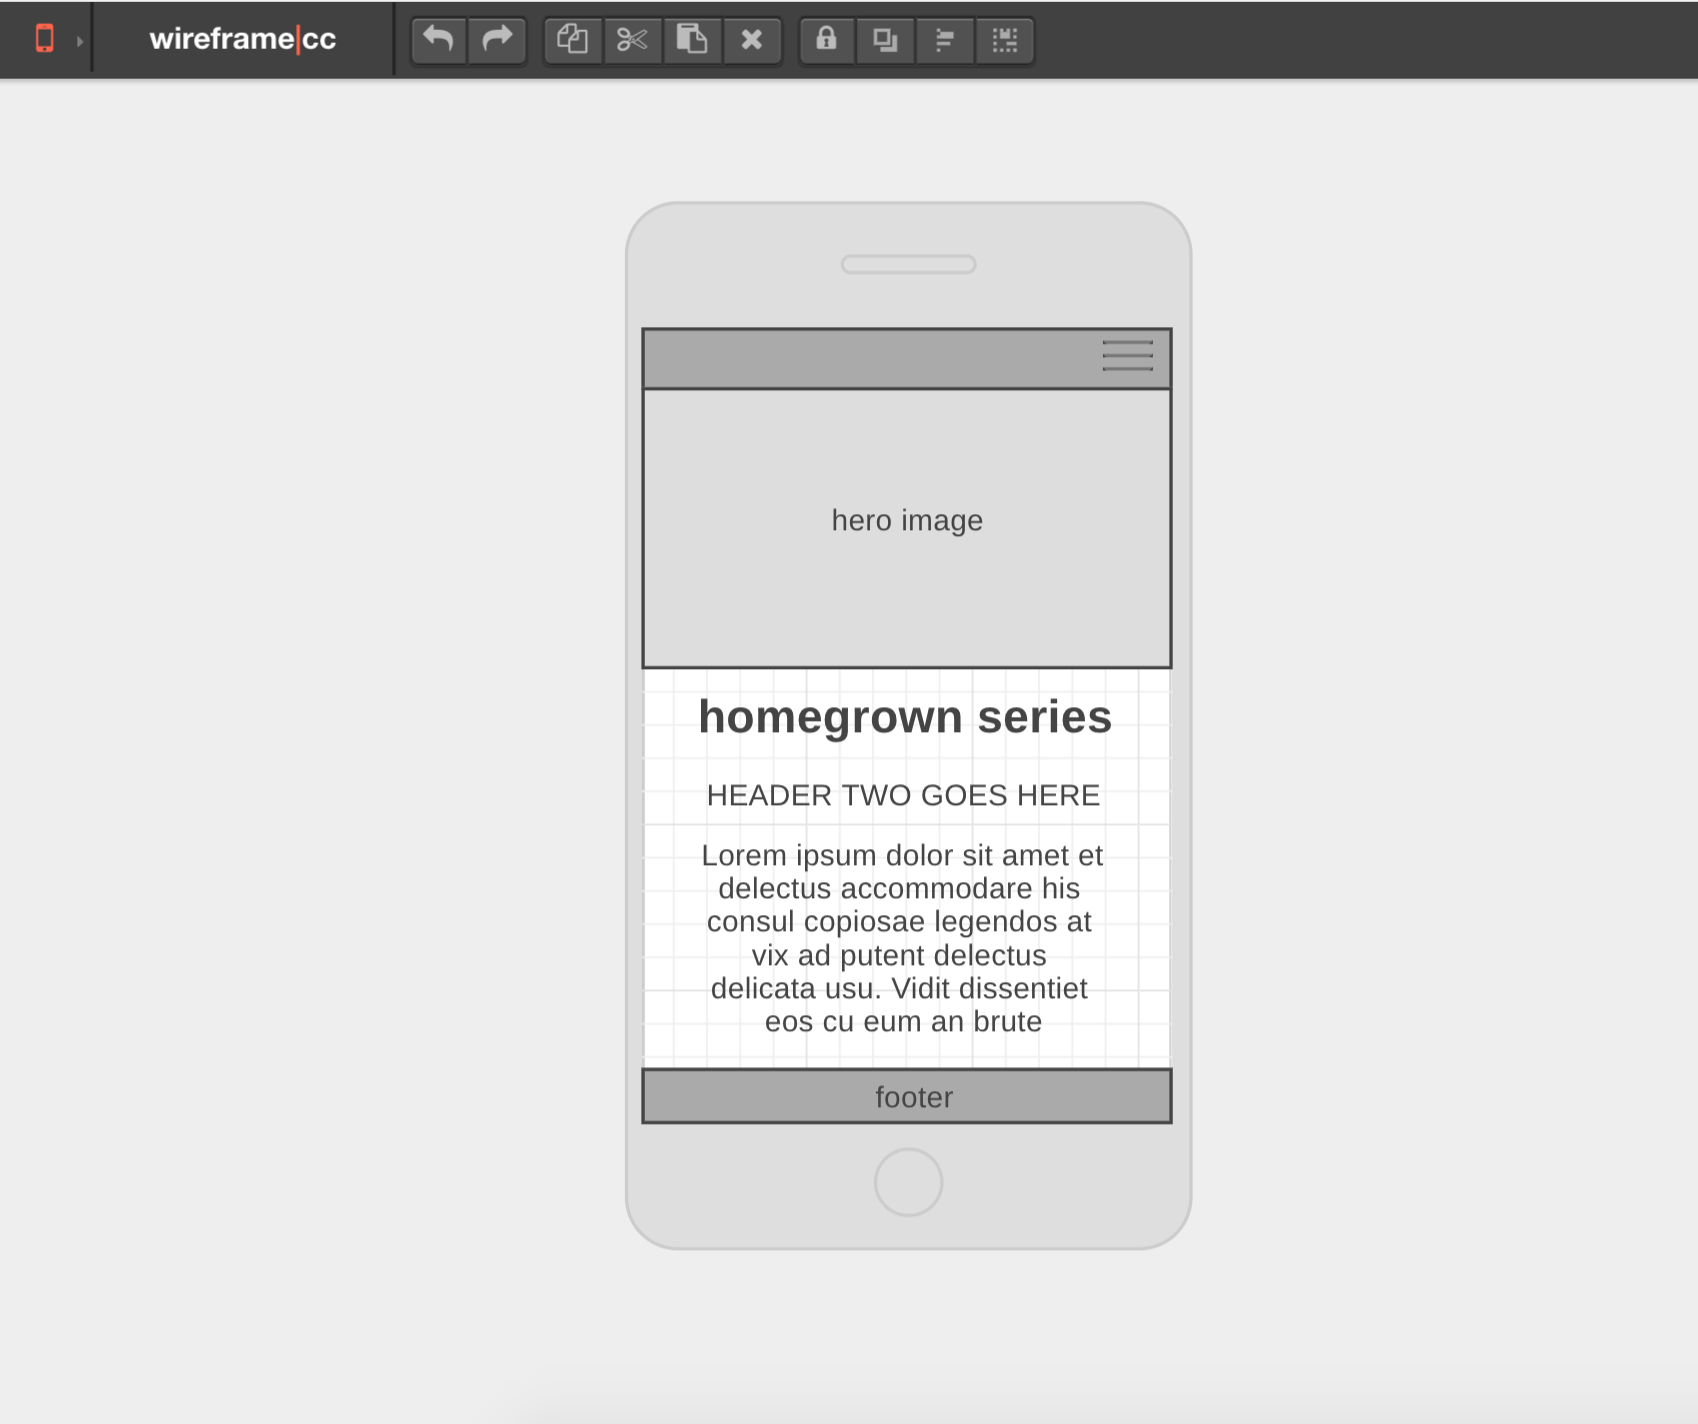 wireframe|cc
hero image
homegrown series
HEADER TWO GOES HERE
Lorem ipsum dolor sit amet et
delectus accommodare his
consul copiosae legendos at
vix ad putent delectus
delicata usu. Vidit dissentiet
eos cu eum an brute
footer